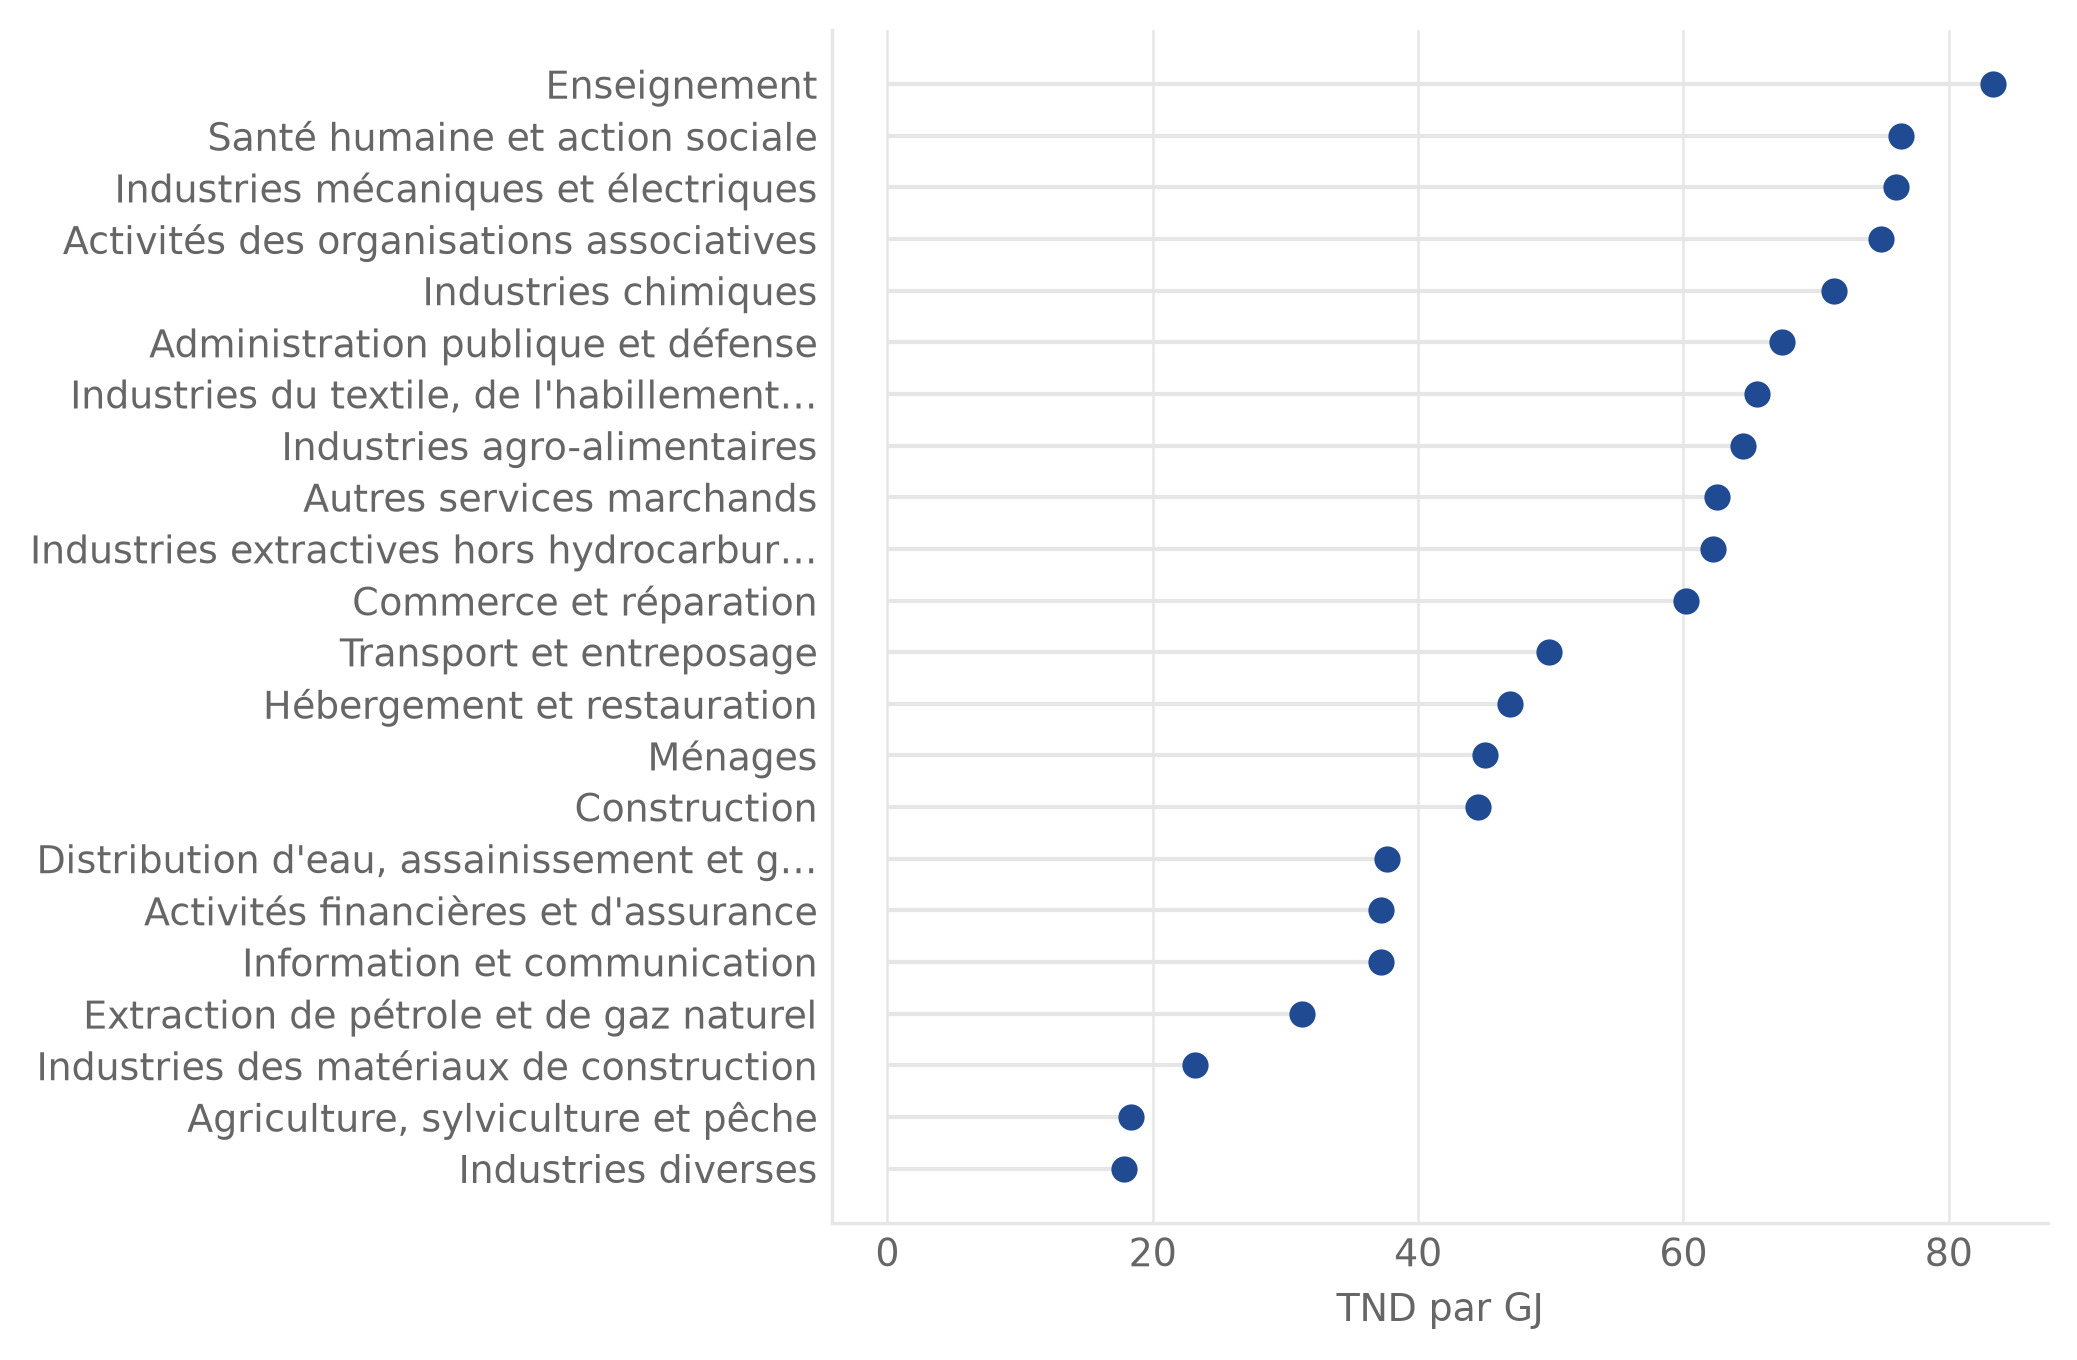 Enseignement
Santé humaine et action sociale
Industries mécaniques et électriques
Activités des organisations associatives
Industries chimiques
Administration publique et défense
Industries du textile, de l'habillement…
Industries agro-alimentaires
Autres services marchands
Industries extractives hors hydrocarbur…
Commerce et réparation
Transport et entreposage
Hébergement et restauration
Ménages
Construction
Distribution d'eau, assainissement et g…
Activités financières et d'assurance
Information et communication
Extraction de pétrole et de gaz naturel
Industries des matériaux de construction
Agriculture, sylviculture et pêche
Industries diverses
0 20 40 60 80
TND par GJ